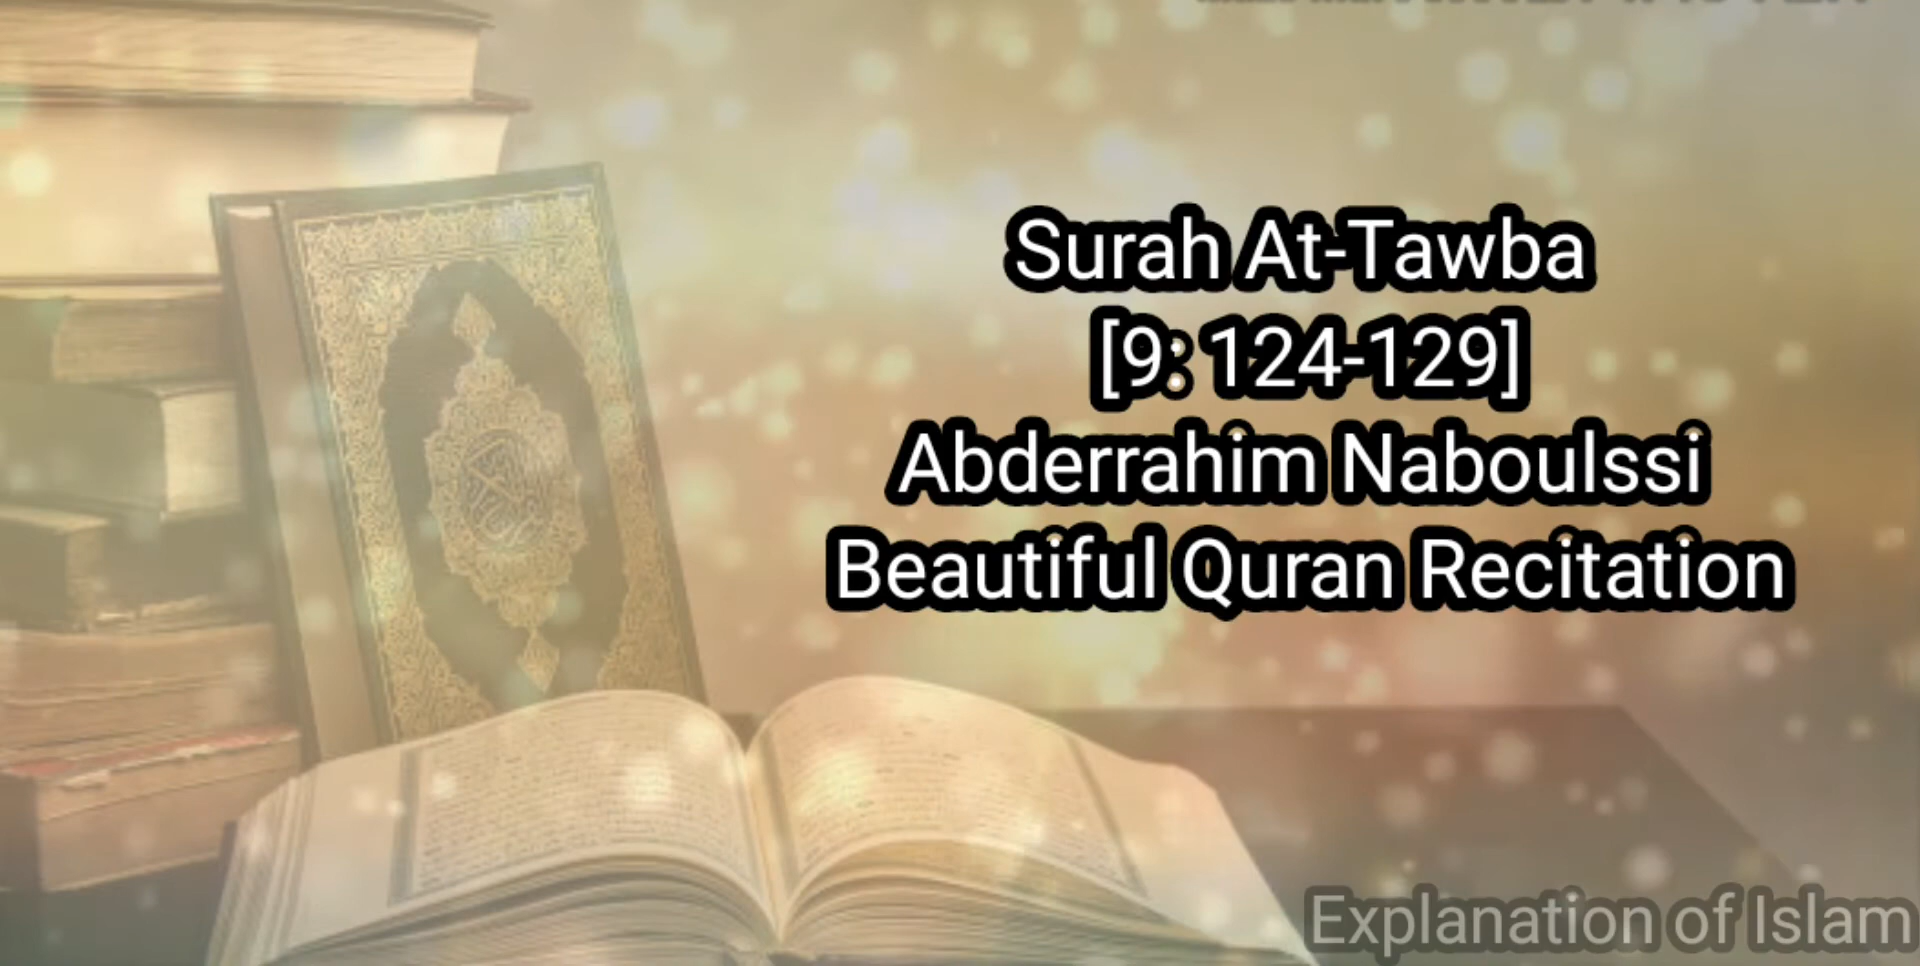 Surah At-Tawba
[9: 124-129]
Abderrahim Naboulssi
Beautiful Quran Recitation
Explanation of Islam